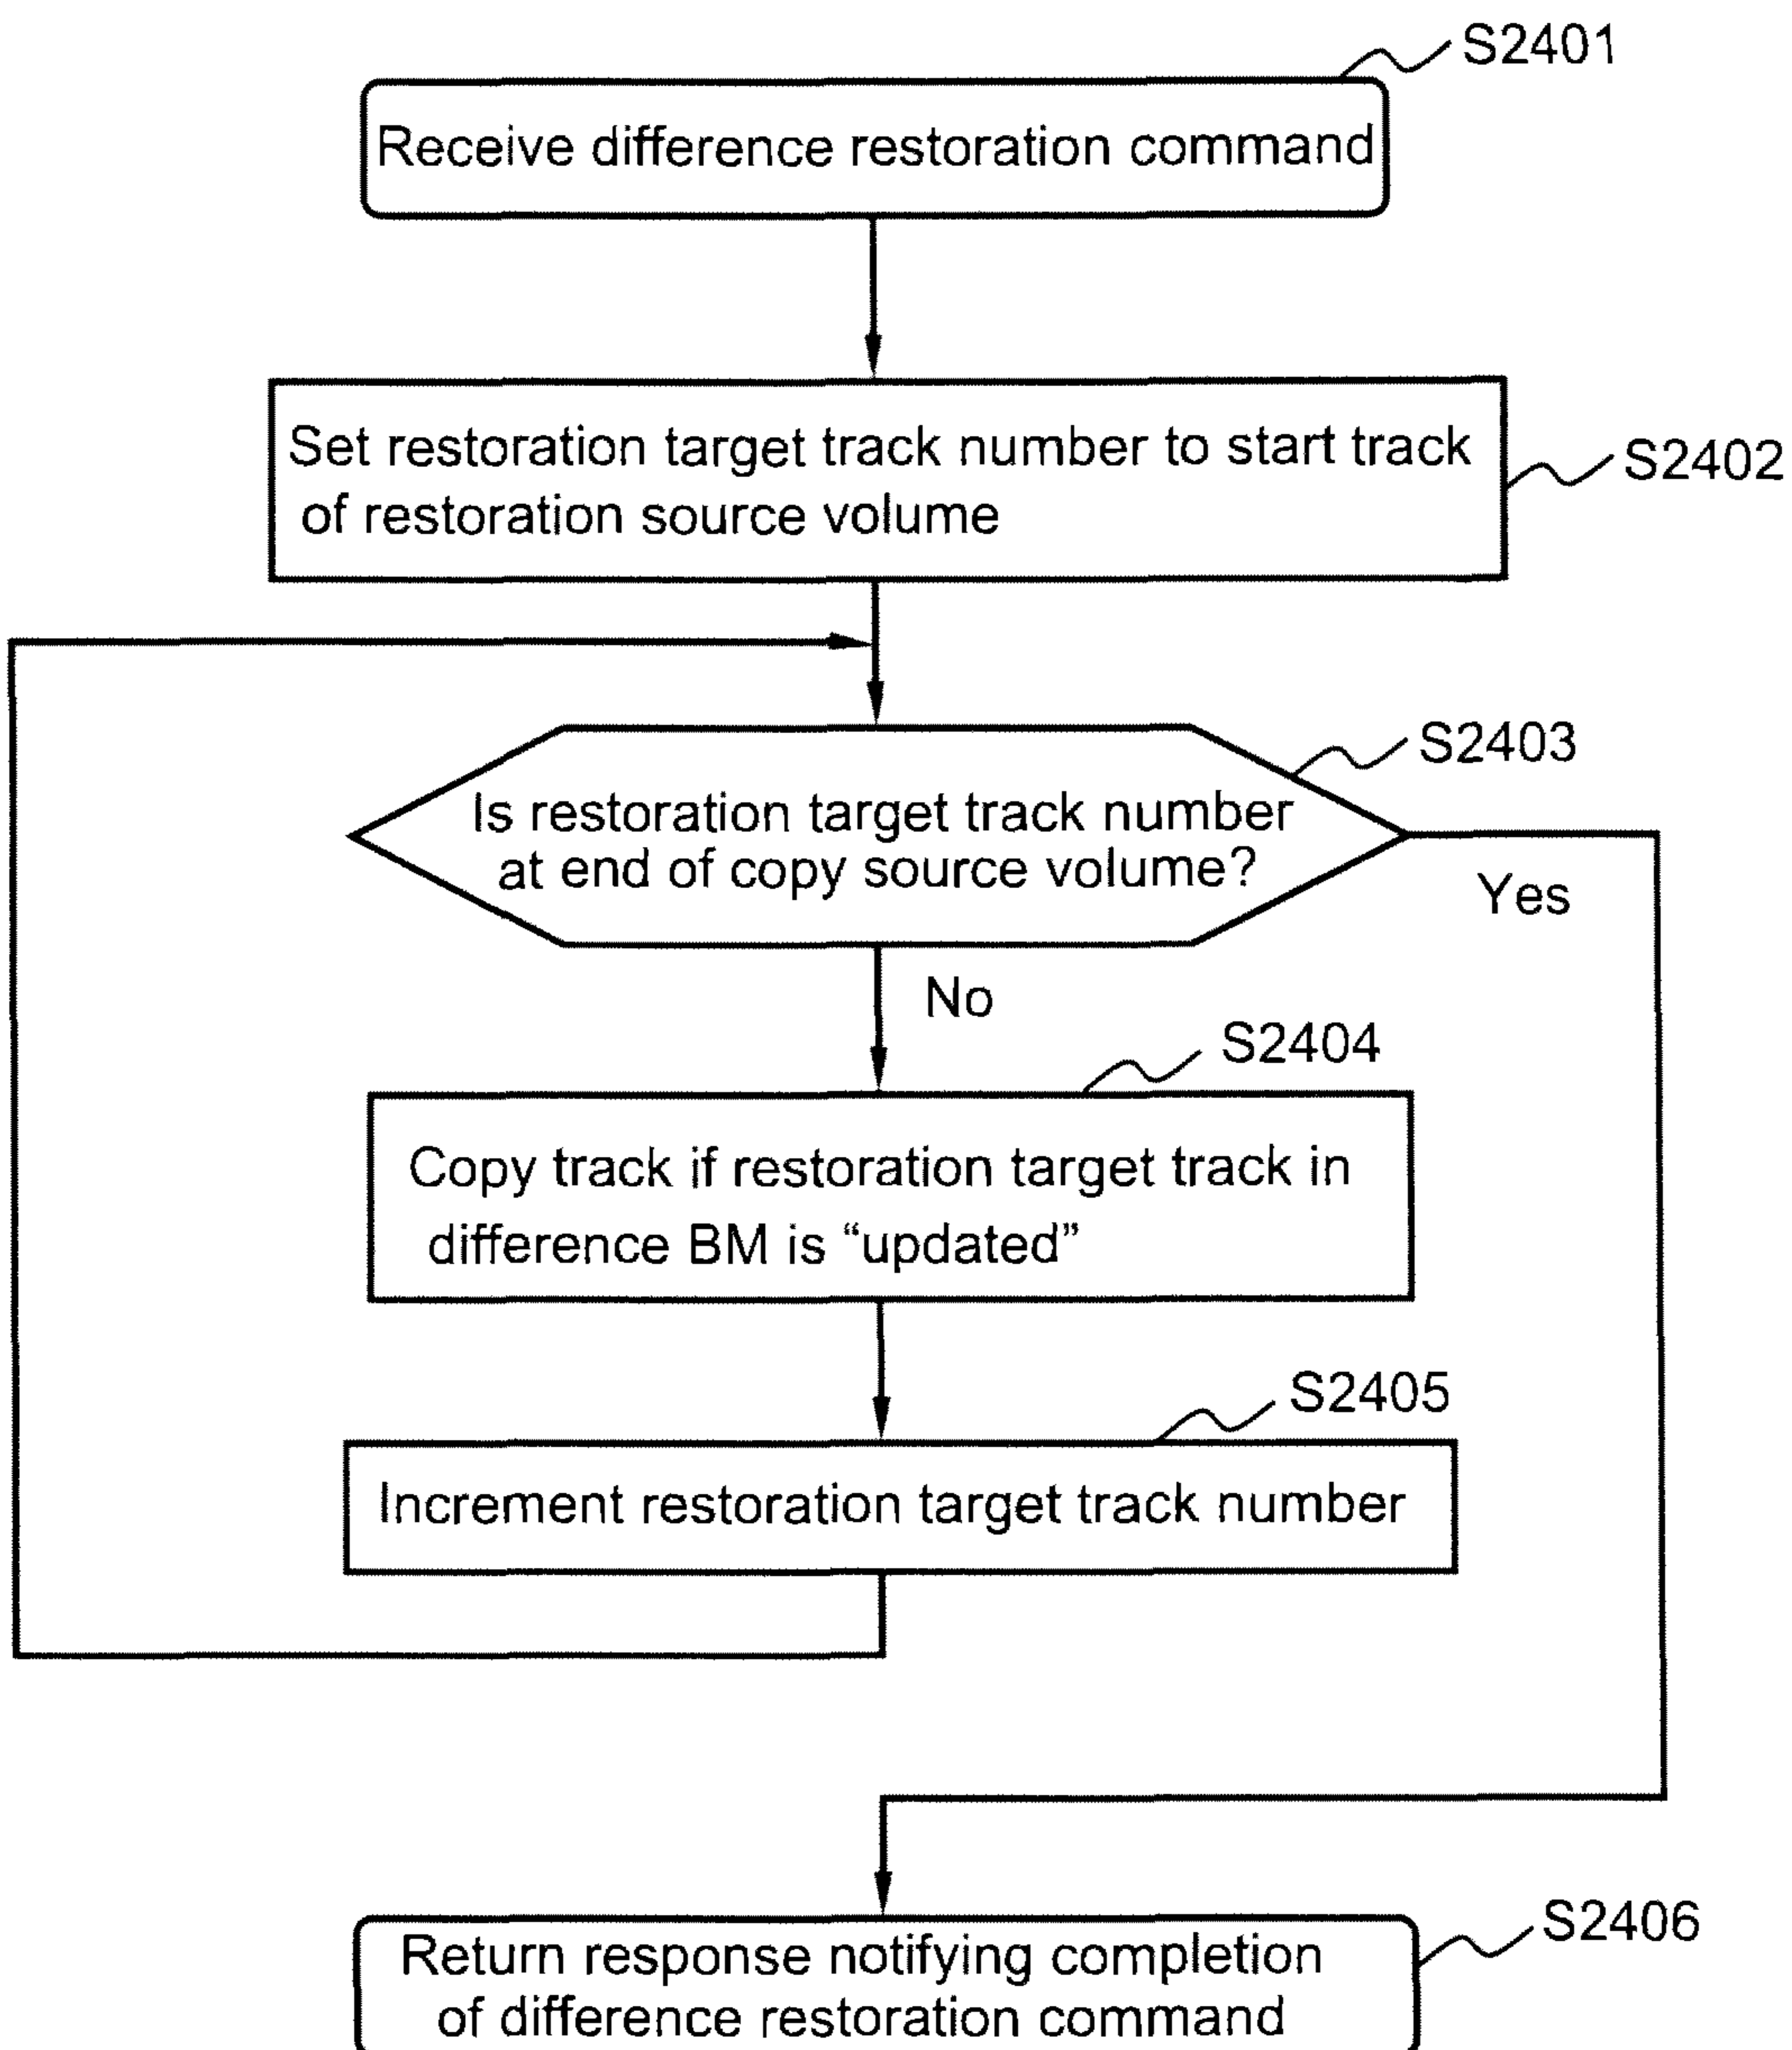 S2401
Receive difference restoration command
Set restoration target track number to start track
of restoration source volume
S2402
S2403
Is restoration target track number
at end of copy source volume?
Yes
No
S2404
Copy track if restoration target track in
difference BM is “updated”
S2405
Increment restoration target track number
S2406
Return response notifying completion
of difference restoration command